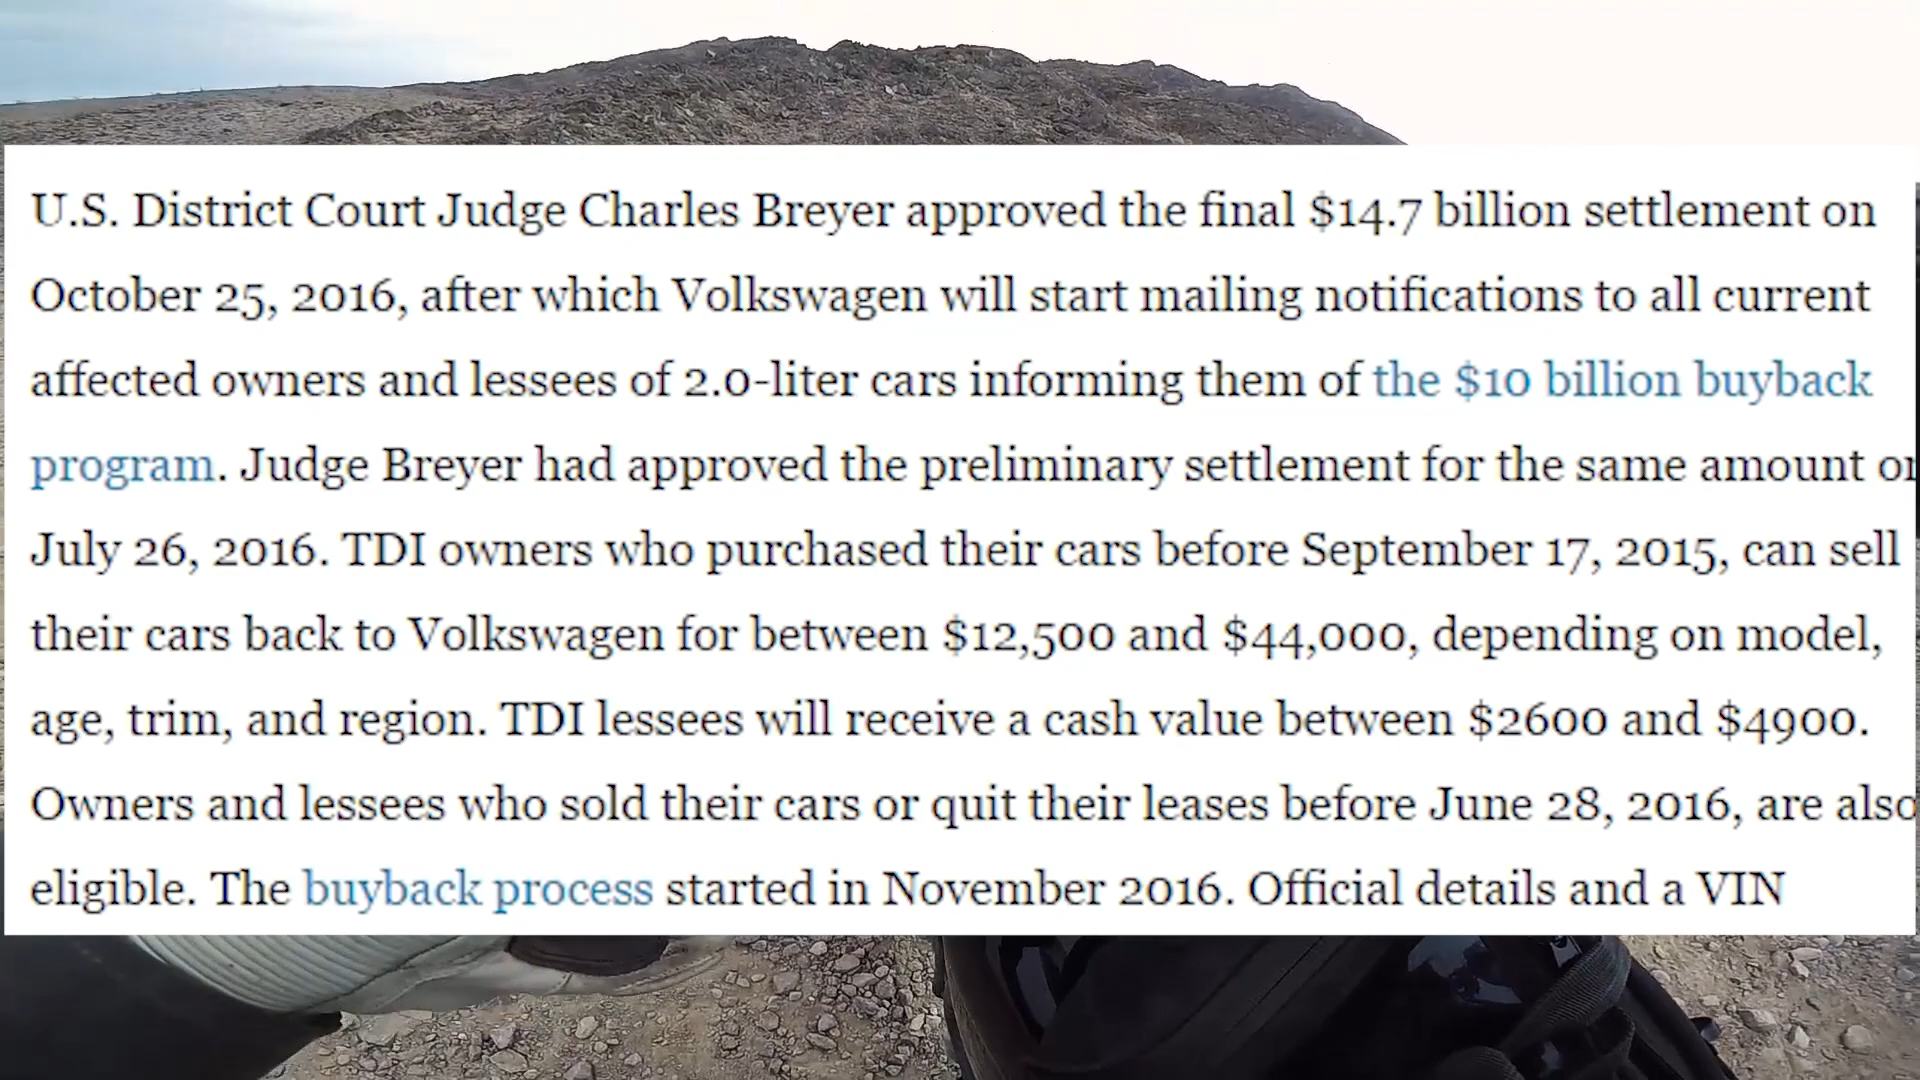 U.S. District Court Judge Charles Breyer approved the final $14.7 billion settlement on
October 25, 2016, after which Volkswagen will start mailing notifications to all current
affected owners and lessees of 2.0-liter cars informing them of the $10 billion buyback
program. Judge Breyer had approved the preliminary settlement for the same amount on
July 26, 2016. TDI owners who purchased their cars before September 17, 2015, can sell
their cars back to Volkswagen for between $12,500 and $44,000, depending on model,
age, trim, and region. TDI lessees will receive a cash value between $2600 and $4900.
Owners and lessees who sold their cars or quit their leases before June 28, 2016, are also
eligible. The buyback process started in November 2016. Official details and a VIN